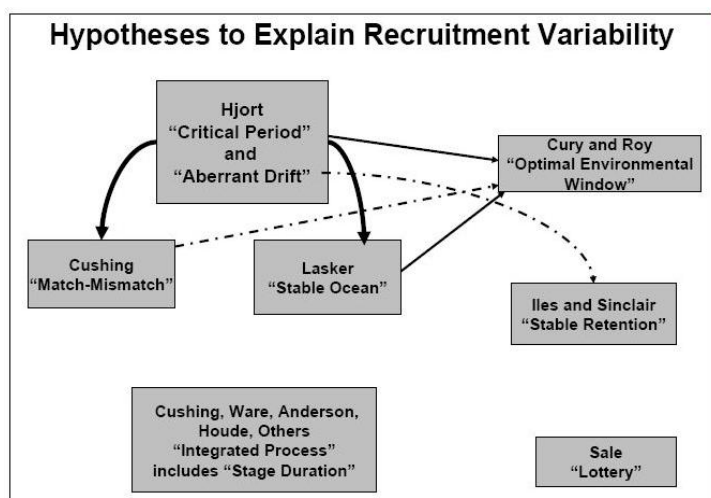 Hypotheses to Explain Recruitment Variability
Hjort
“Critical Period”
and
“Aberrant Drift”
Cury and Roy
“Optimal Environmental
Window”
Cushing
“Match-Mismatch”
Lasker
“Stable Ocean”
Iles and Sinclair
“Stable Retention”
Cushing, Ware, Anderson,
Houde, Others
“Integrated Process”
includes “Stage Duration”
Sale
“Lottery”